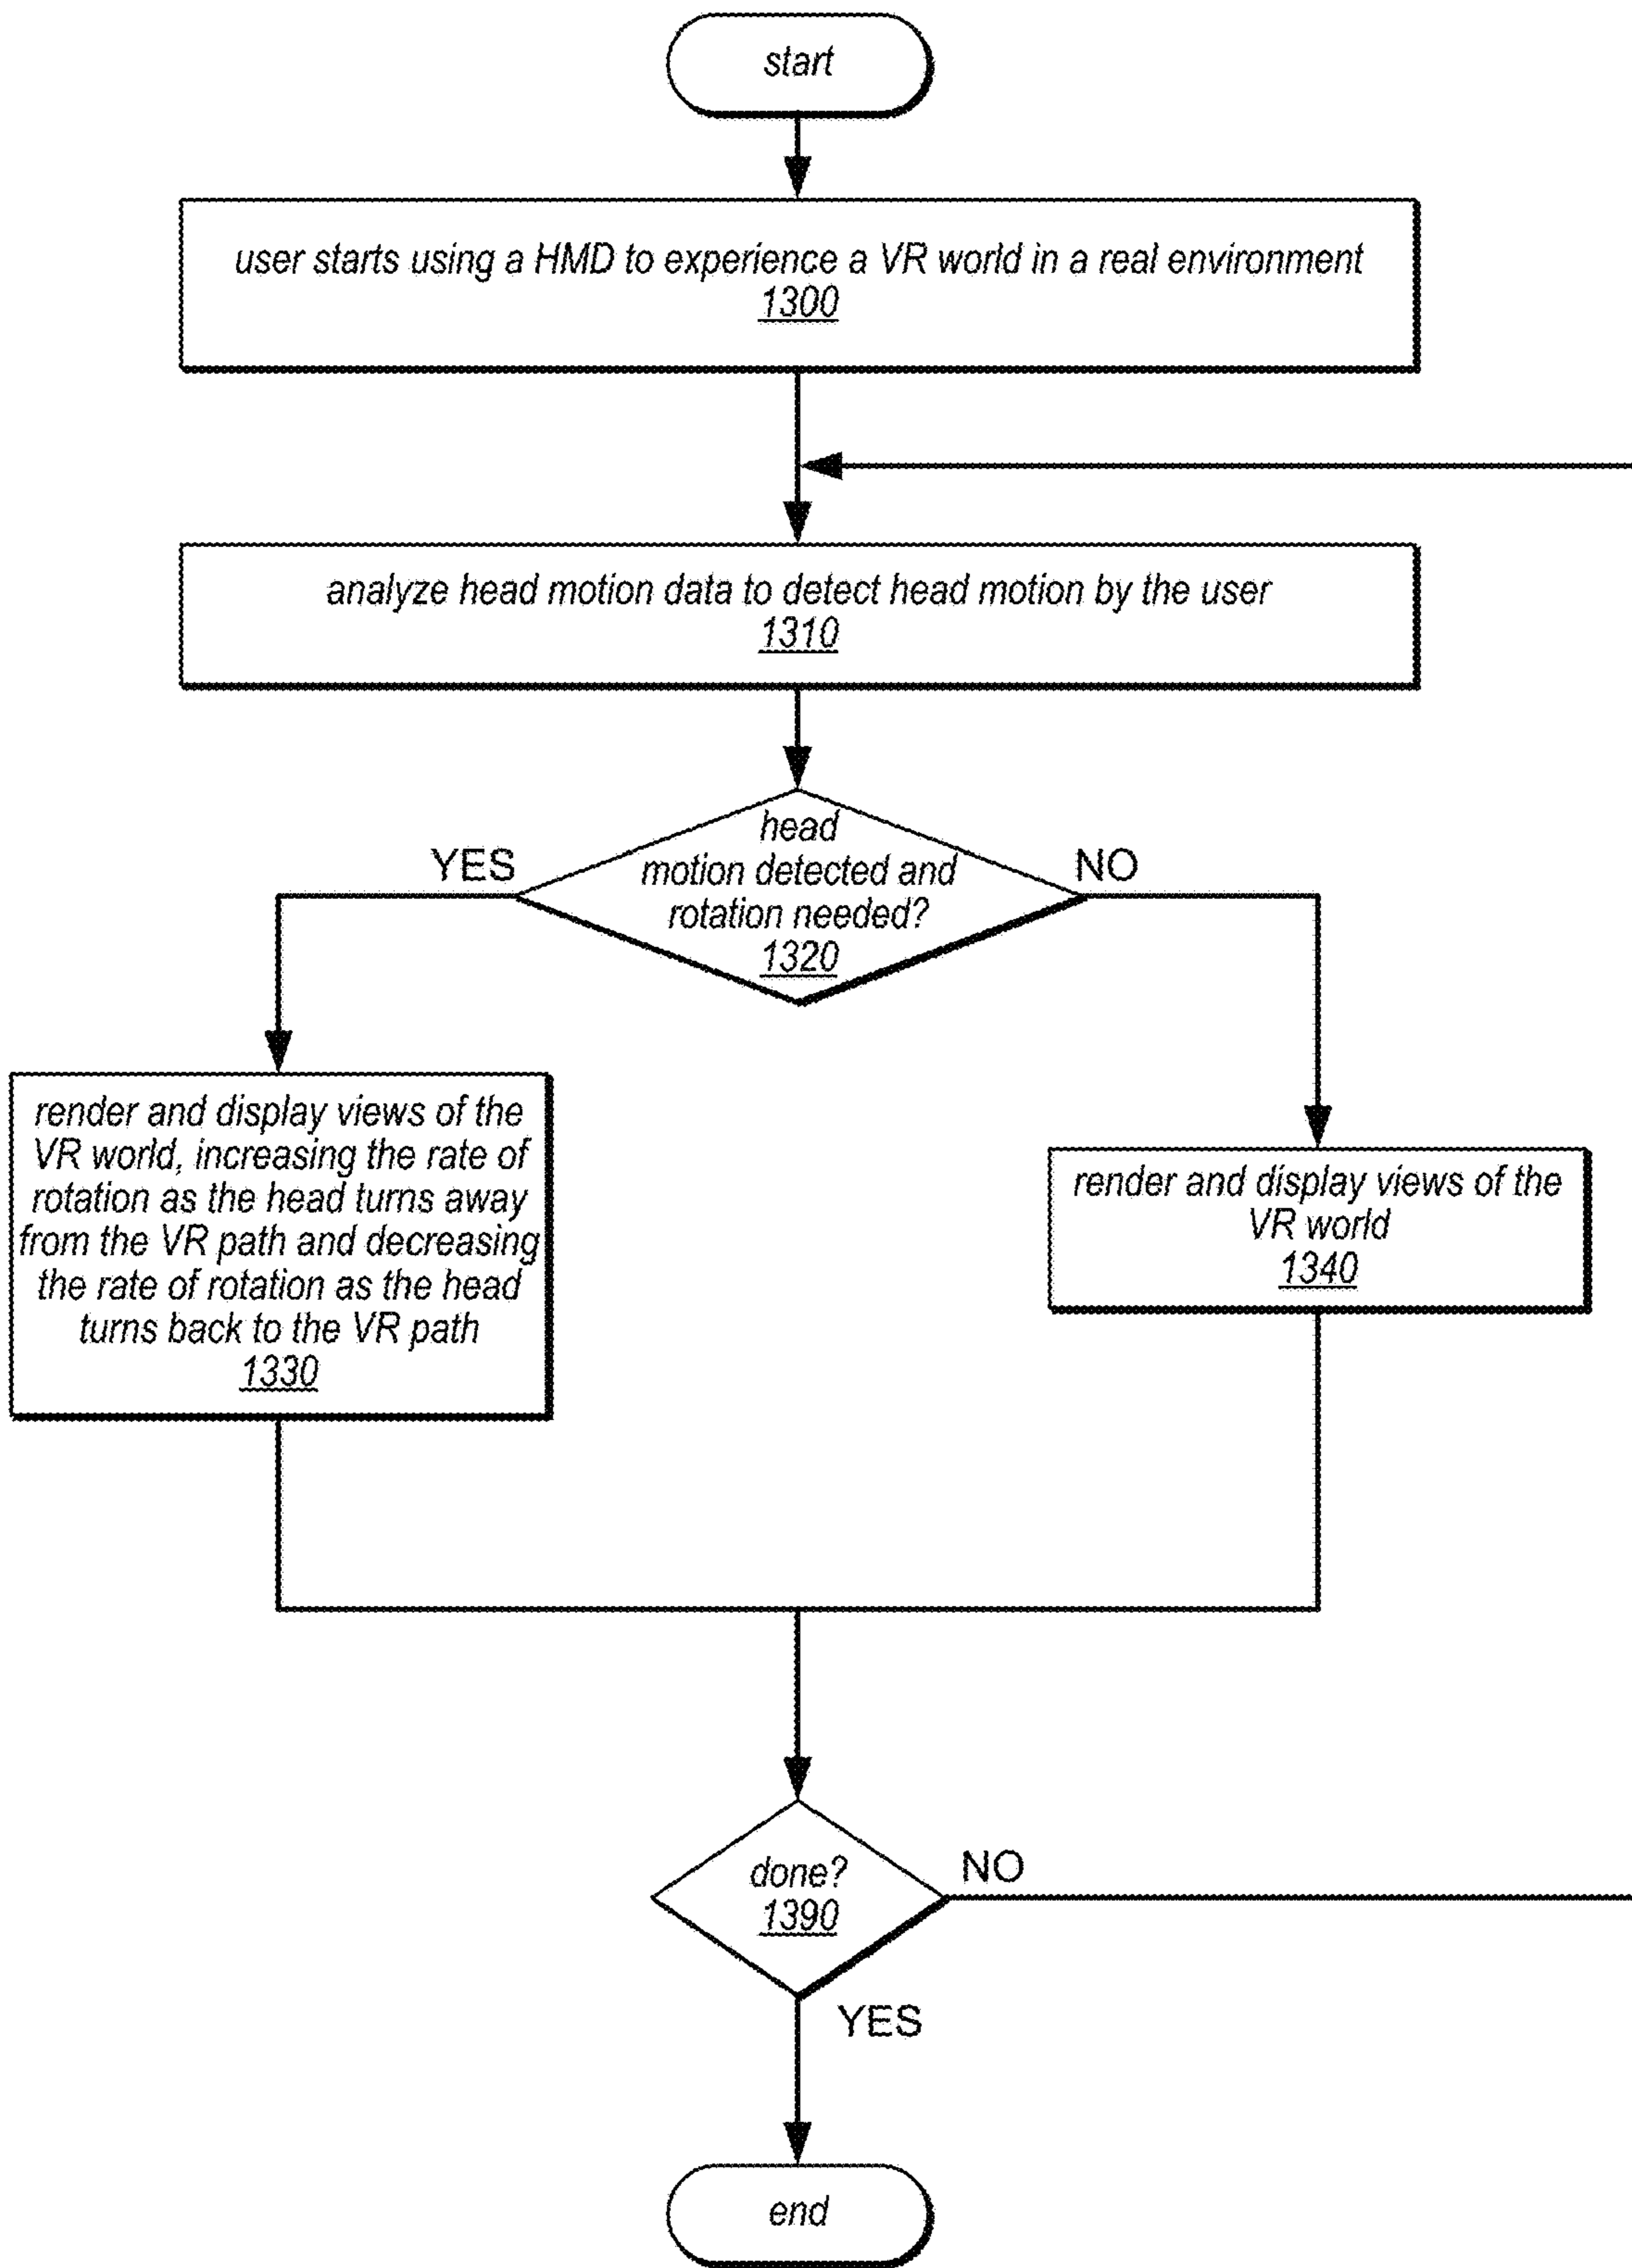 start
user starts using a HMD to experience a VR world in a real environment
1300
analyze head motion data to detect head motion by the user
1310
head
motion detected and
rotation needed?
1320
YES
NO
render and display views of the
VR world, increasing the rate of
rotation as the head turns away
from the VR path and decreasing
the rate of rotation as the head
turns back to the VR path
1330
render and display views of the
VR world
1340
done?
1390
NO
YES
end